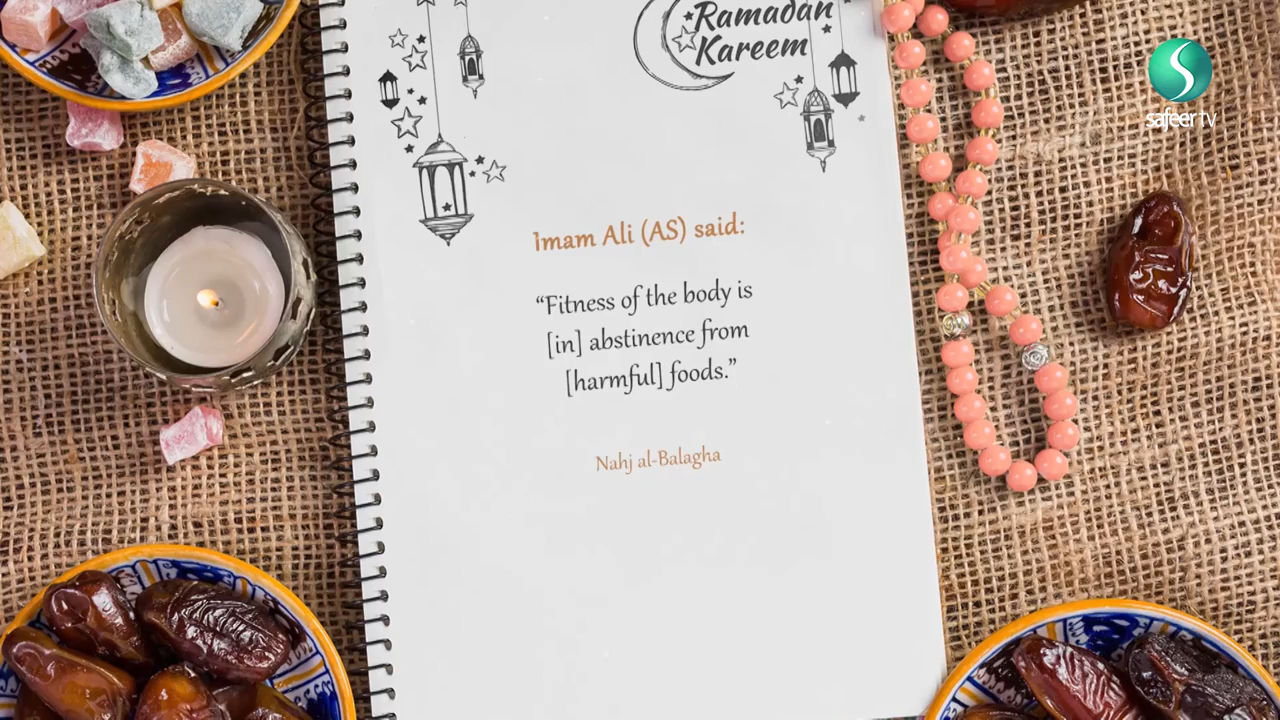 Ramadan
Kareem
safeer tv
Imam Ali (AS) said:
“Fitness of the body is
[in] abstinence from
[harmful] foods.”
Nahj al-Balagha